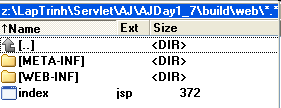 z:\LapTrinh\Servlet\AJ\AJDay1_7\build\web\*.*
↑Name Ext Size
[..] <DIR>
[META-INF] <DIR>
[WEB-INF] <DIR>
index jsp 372